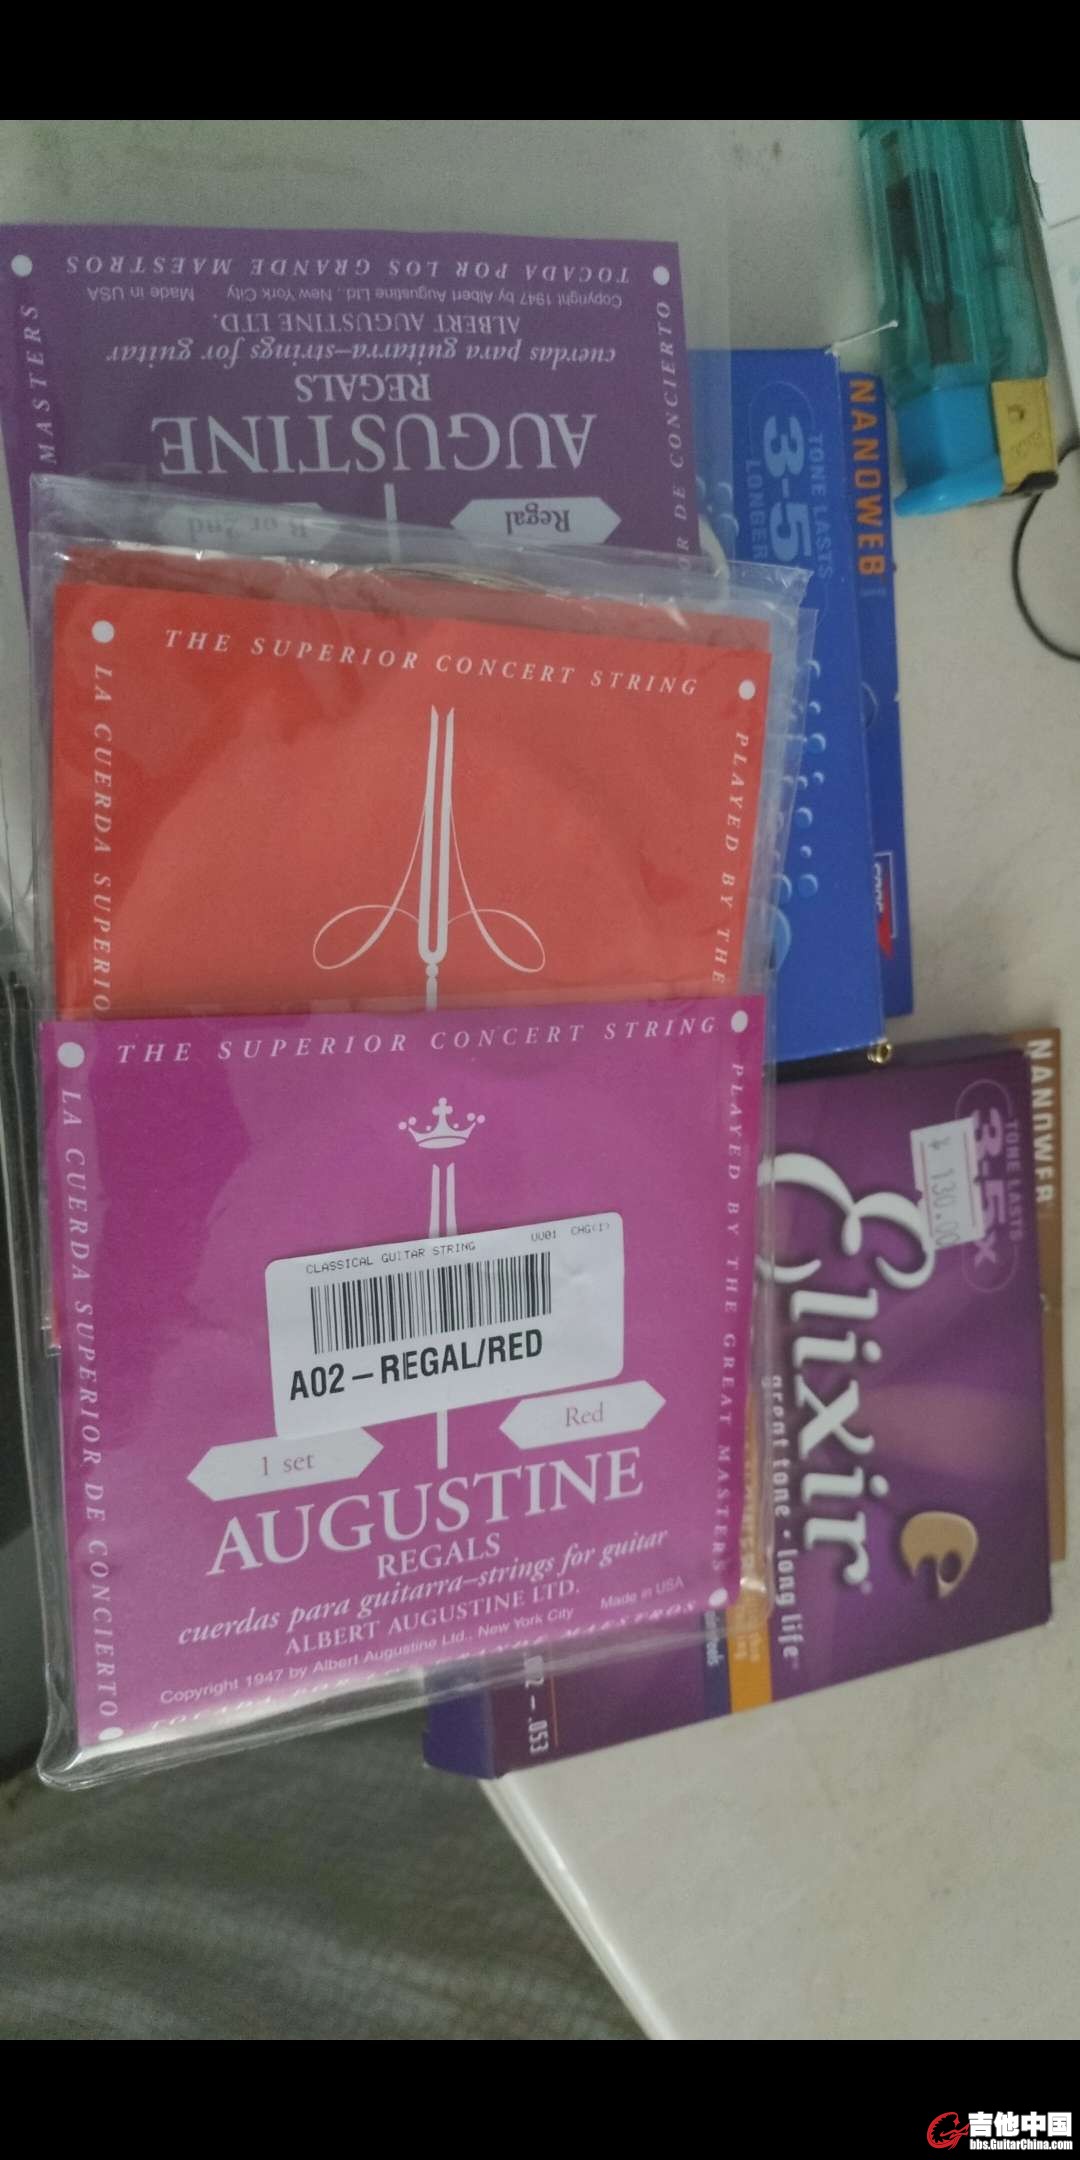 TOCADA POR LOS GRANDE MAESTROS
Copyright 1947 by Albert Augustine Ltd., New York City Made in USA
ALBERT AUGUSTINE LTD.
cuerdas para guitarra–strings for guitar
REGALS
AUGUSTINE
Regal
B or 2nd
MASTERS
OR DE CONCIERTO
NANOWEB
TONE LASTS
3-5
LONGER
THE SUPERIOR CONCERT STRING
LA CUERDA SUPERIO
PLAYED BY THE
THE SUPERIOR CONCERT STRING
LA CUERDA SUPERIOR DE CONCIERTO
PLAYED BY THE GREAT MASTERS
CLASSICAL GUITAR STRING
UU01 CHG(1)
A02–REGAL/RED
1 set
Red
AUGUSTINE
REGALS
cuerdas para guitarra–strings for guitar
ALBERT AUGUSTINE LTD.
Copyright 1947 by Albert Augustine Ltd., New York City Made in USA
NANOWEB
TONE LASTS
3-5x
¥ 130.00
Elixir
great tone · long life
.053
吉他中国
bbs.GuitarChina.com